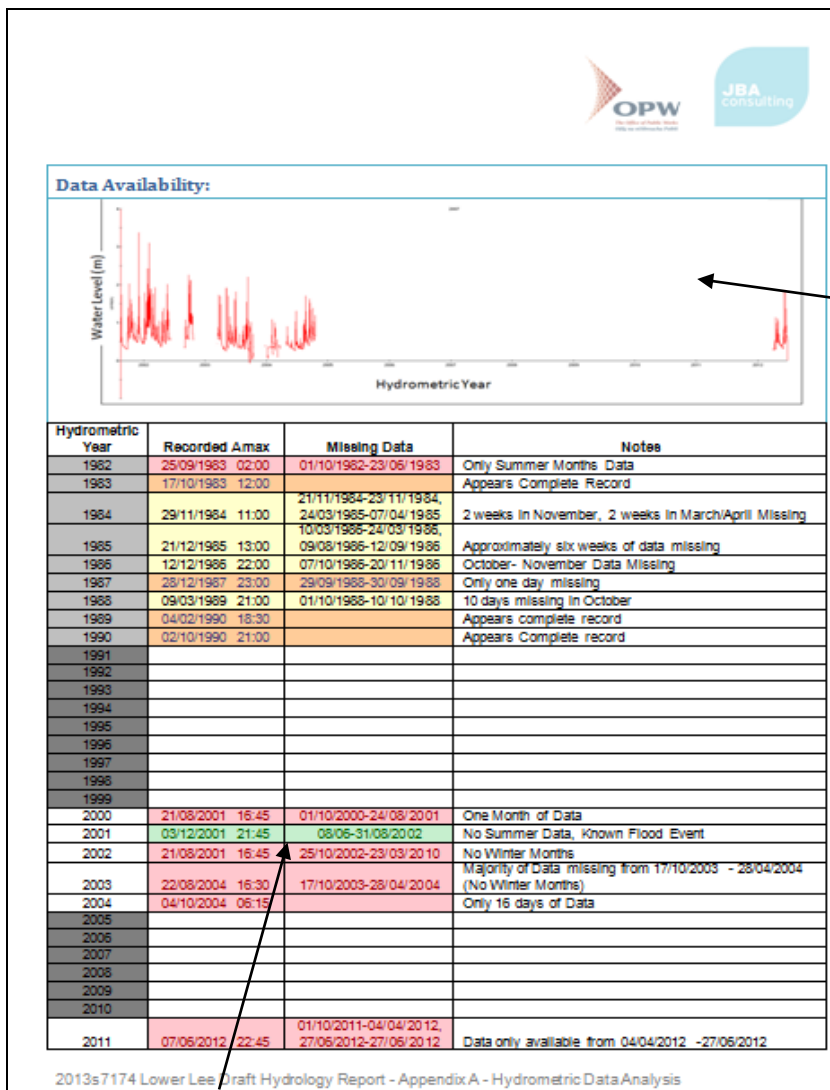 OPW
The Office of Public Works
JBA
consulting
Data Availability:
Water Level (m)
Hydrometric Year
Hydrometric Year Recorded Amax Missing Data Notes
1982 25/09/1983 02:00 01/10/1982-23/06/1983 Only Summer Months Data
1983 17/10/1983 12:00 Appears Complete Record
21/11/1984-23/11/1984,
1984 29/11/1984 11:00 24/03/1985-07/04/1985 2 weeks in November, 2 weeks in March/April Missing
10/03/1986-24/03/1986,
1985 21/12/1985 13:00 09/08/1986-12/09/1986 Approximately six weeks of data missing
1986 12/12/1986 22:00 07/10/1986-20/11/1986 October- November Data Missing
1987 28/12/1987 23:00 29/09/1988-30/09/1988 Only one day missing
1988 09/03/1989 21:00 01/10/1988-10/10/1988 10 days missing in October
1989 04/02/1990 18:30 Appears complete record
1990 02/10/1990 21:00 Appears Complete record
1991
1992
1993
1994
1995
1996
1997
1998
1999
2000 21/08/2001 16:45 01/10/2000-24/08/2001 One Month of Data
2001 03/12/2001 21:45 08/06-31/08/2002 No Summer Data, Known Flood Event
2002 21/08/2001 16:45 25/10/2002-23/03/2010 No Winter Months
Majority of Data missing from 17/10/2003 - 28/04/2004
2003 22/08/2004 16:30 17/10/2003-28/04/2004 (No Winter Months)
2004 04/10/2004 06:15 Only 16 days of Data
2005
2006
2007
2008
2009
2010
01/10/2011-04/04/2012,
2011 07/06/2012 22:45 27/06/2012-27/06/2012 Data only available from 04/04/2012 -27/06/2012
2013s7174 Lower Lee Draft Hydrology Report - Appendix A - Hydrometric Data Analysis